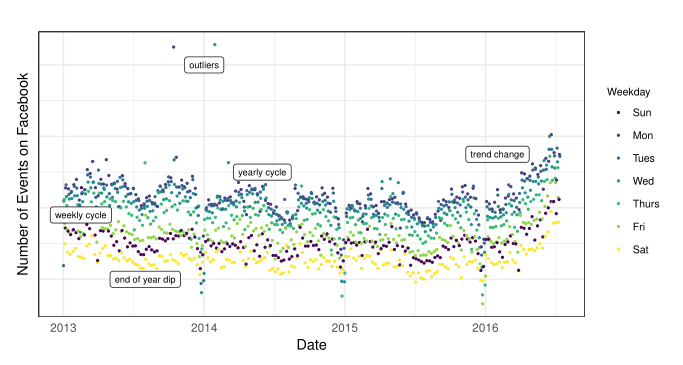 Number of Events on Facebook
outliers
yearly cycle
trend change
weekly cycle
end of year dip
2013
2014
2015
2016
Date
Weekday
Sun
Mon
Tues
Wed
Thurs
Fri
Sat